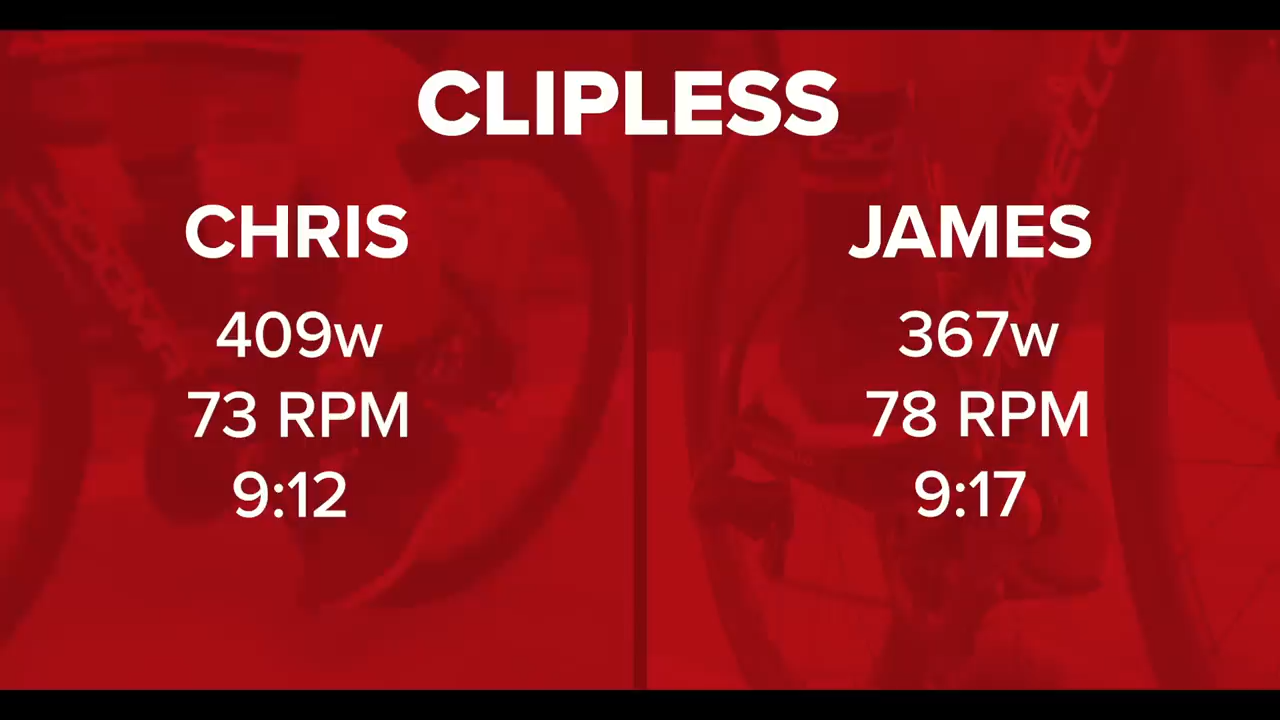 CLIPLESS
CHRIS
409w
73 RPM
9:12
JAMES
367w
78 RPM
9:17